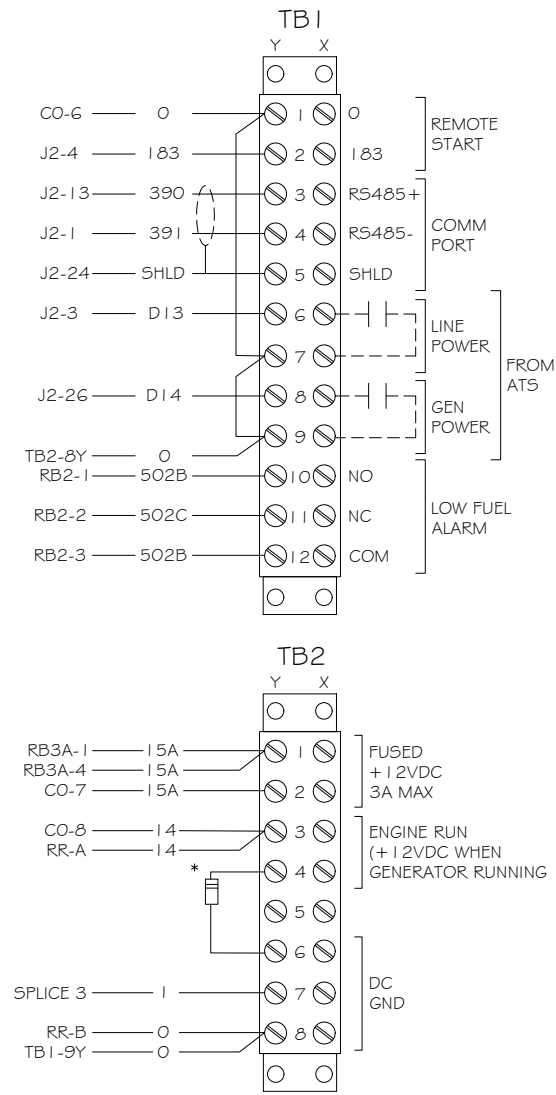 TB1
Y X
CO-6 0 1 0
REMOTE
START
J2-4 183 2 183
J2-13 390 3 RS485+
COMM
PORT
J2-1 391 4 RS485-
J2-24 SHLD 5 SHLD
J2-3 D13 6
LINE
POWER
7
FROM
ATS
J2-26 D14 8
GEN
POWER
9
TB2-8Y 0
RB2-1 502B 10 NO
LOW FUEL
ALARM
RB2-2 502C 11 NC
RB2-3 502B 12 COM
TB2
Y X
RB3A-1 15A 1
FUSED
+12VDC
3A MAX
RB3A-4 15A
CO-7 15A 2
CO-8 14 3
ENGINE RUN
(+12VDC WHEN
GENERATOR RUNNING
RR-A 14
* 4
5
6
DC
GND
SPLICE 3 1 7
RR-B 0 8
TB1-9Y 0